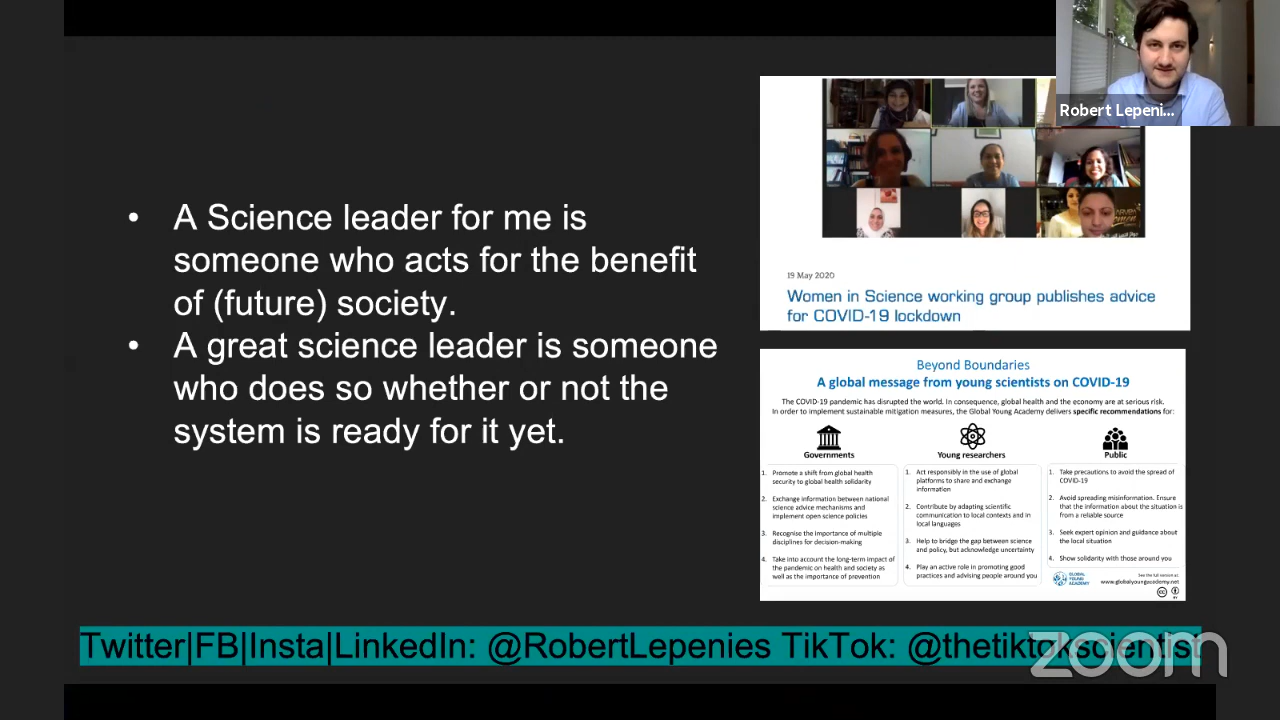 Robert Lepeni...
• A Science leader for me is
someone who acts for the benefit
of (future) society.
• A great science leader is someone
who does so whether or not the
system is ready for it yet.
19 May 2020
Women in Science working group publishes advice
for COVID-19 lockdown
Beyond Boundaries
A global message from young scientists on COVID-19
The COVID-19 pandemic has disrupted the world. In consequence, global health and the economy are at serious risk.
In order to implement sustainable mitigation measures, the Global Young Academy delivers specific recommendations for:
Governments
1. Promote a shift from global health
security to global health solidarity
2. Exchange information between national
science advice mechanisms and
implement open science policies
3. Recognise the importance of multiple
disciplines for decision-making
4. Take into account the long-term impact of
the pandemic on health and society as
well as the importance of prevention
Young researchers
1. Act responsibly in the use of global
platforms to share and exchange
information
2. Contribute by adapting scientific
communication to local contexts and in
local languages
3. Help to bridge the gap between science
and policy, but acknowledge uncertainty
4. Play an active role in promoting good
practices and advising people around you
Public
1. Take precautions to avoid the spread of
COVID-19
2. Avoid spreading misinformation. Ensure
that the information about the situation is
from a reliable source
3. Seek expert opinion and guidance about
the local situation
4. Show solidarity with those around you
GLOBAL
YOUNG
ACADEMY
See the full version at:
www.globalyoungacademy.net
cc
BY
Twitter|FB|Insta|LinkedIn: @RobertLepenies TikTok: @thetiktokscientist
zoom